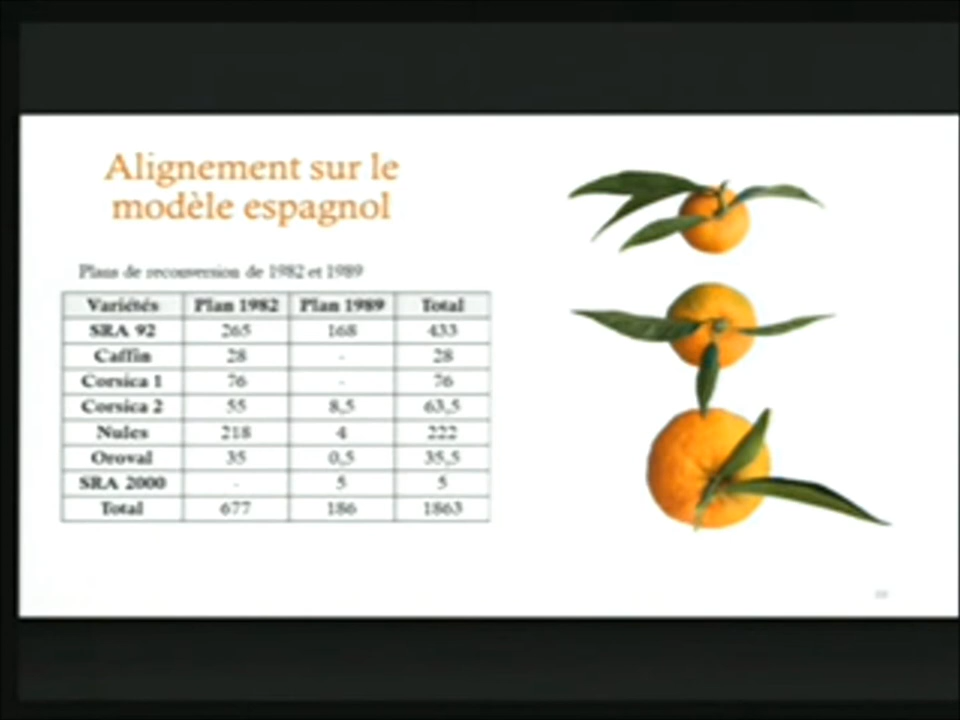 Alignement sur le
modèle espagnol
Plans de reconversion de 1982 et 1989
Variétés Plan 1982 Plan 1989 Total
SRA 92 265 168 433
Caffin 28 - 28
Corsica 1 76 - 76
Corsica 2 55 8,5 63,5
Nules 218 4 222
Oroval 35 0,5 35,5
SRA 2000 - 5 5
Total 677 186 1863